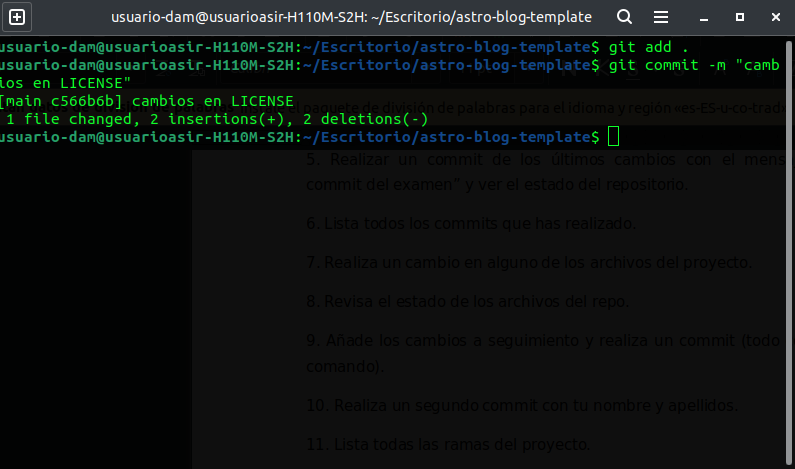 usuario-dam@usuarioasir-H110M-S2H: ~/Escritorio/astro-blog-template
usuario-dam@usuarioasir-H110M-S2H:~/Escritorio/astro-blog-template$ git add .
usuario-dam@usuarioasir-H110M-S2H:~/Escritorio/astro-blog-template$ git commit -m "camb
ios en LICENSE"
[main c566b6b] cambios en LICENSE
el paquete de división de palabras para el idioma y región «es-ES-u-co-trad
1 file changed, 2 insertions(+), 2 deletions(-)
usuario-dam@usuarioasir-H110M-S2H:~/Escritorio/astro-blog-template$
5. Realizar un commit de los últimos cambios con el mens
commit del examen" y ver el estado del repositorio.
6. Lista todos los commits que has realizado.
7. Realiza un cambio en alguno de los archivos del proyecto.
8. Revisa el estado de los archivos del repo.
9. Añade los cambios a seguimiento y realiza un commit (todo
comando).
10. Realiza un segundo commit con tu nombre y apellidos.
11. Lista todas las ramas del proyecto.